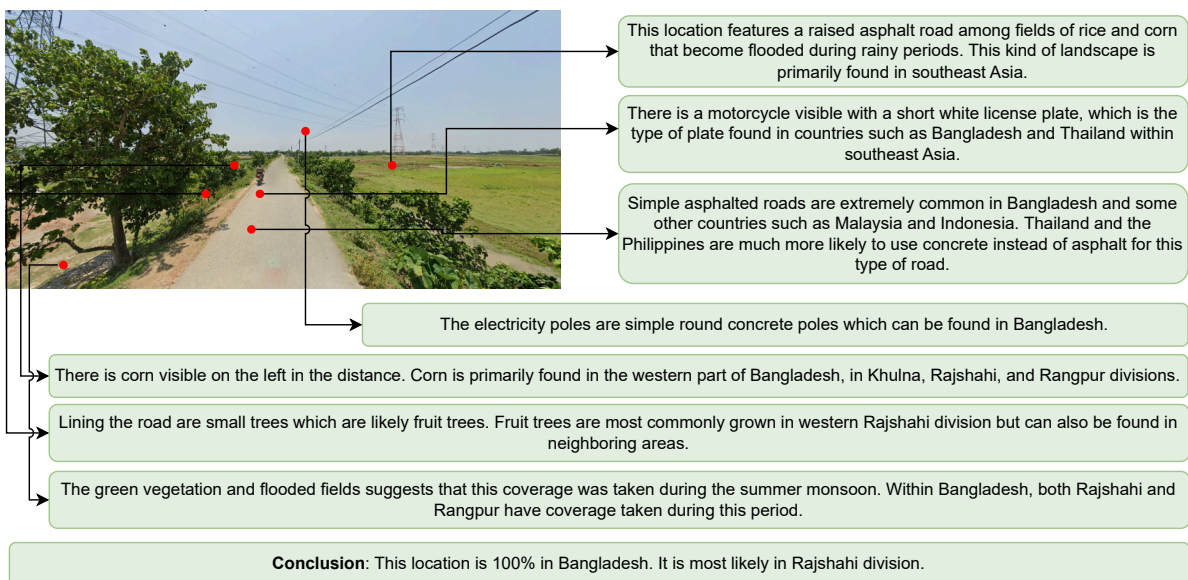 This location features a raised asphalt road among fields of rice and corn
that become flooded during rainy periods. This kind of landscape is
primarily found in southeast Asia.
There is a motorcycle visible with a short white license plate, which is the
type of plate found in countries such as Bangladesh and Thailand within
southeast Asia.
Simple asphalted roads are extremely common in Bangladesh and some
other countries such as Malaysia and Indonesia. Thailand and the
Philippines are much more likely to use concrete instead of asphalt for this
type of road.
The electricity poles are simple round concrete poles which can be found in Bangladesh.
There is corn visible on the left in the distance. Corn is primarily found in the western part of Bangladesh, in Khulna, Rajshahi, and Rangpur divisions.
Lining the road are small trees which are likely fruit trees. Fruit trees are most commonly grown in western Rajshahi division but can also be found in
neighboring areas.
The green vegetation and flooded fields suggests that this coverage was taken during the summer monsoon. Within Bangladesh, both Rajshahi and
Rangpur have coverage taken during this period.
Conclusion: This location is 100% in Bangladesh. It is most likely in Rajshahi division.